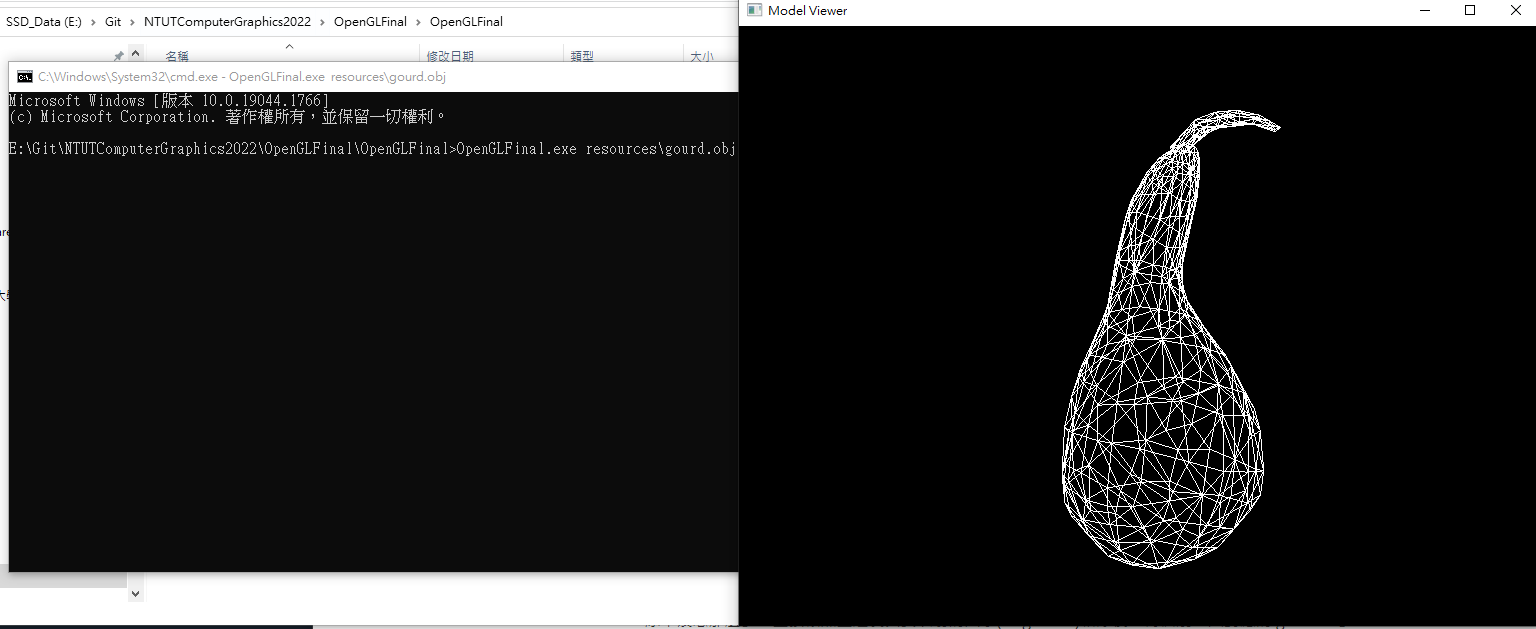 SSD_Data (E:) › Git › NTUTComputerGraphics2022 › OpenGLFinal › OpenGLFinal
Model Viewer
名稱 修改日期 類型 大小
C:\Windows\System32\cmd.exe - OpenGLFinal.exe resources\gourd.obj
Microsoft Windows [版本 10.0.19044.1766]
(c) Microsoft Corporation. 著作權所有，並保留一切權利。
E:\Git\NTUTComputerGraphics2022\OpenGLFinal\OpenGLFinal>OpenGLFinal.exe resources\gourd.obj